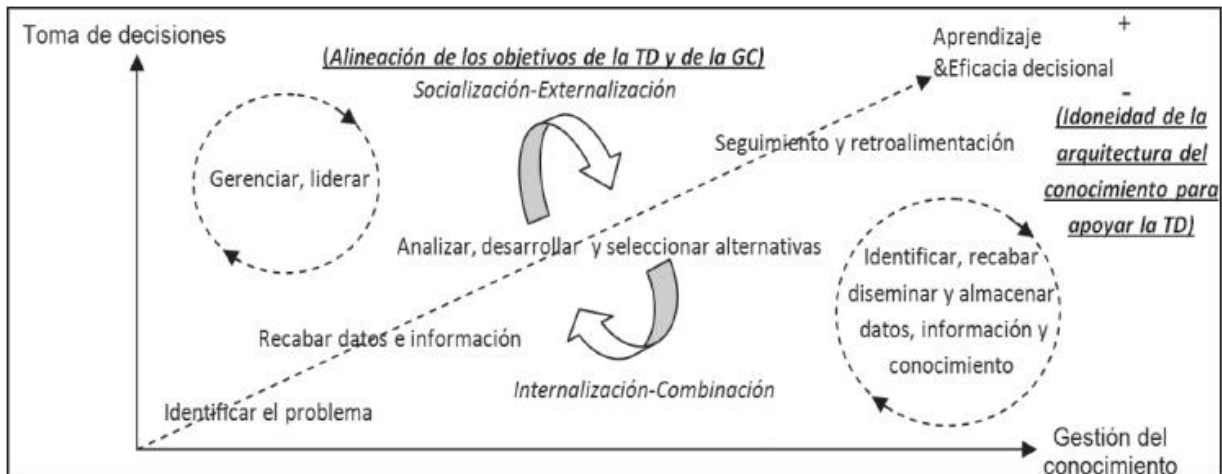 Toma de decisiones
(Alineación de los objetivos de la TD y de la GC)
Socialización-Externalización
Aprendizaje
&Eficacia decisional
+
-
(Idoneidad de la
arquitectura del
conocimiento para
apoyar la TD)
Seguimiento y retroalimentación
Gerenciar, liderar
Analizar, desarrollar y seleccionar alternativas
Identificar, recabar
diseminar y almacenar
datos, información y
conocimiento
Recabar datos e información
Internalización-Combinación
Identificar el problema
Gestión del
conocimiento